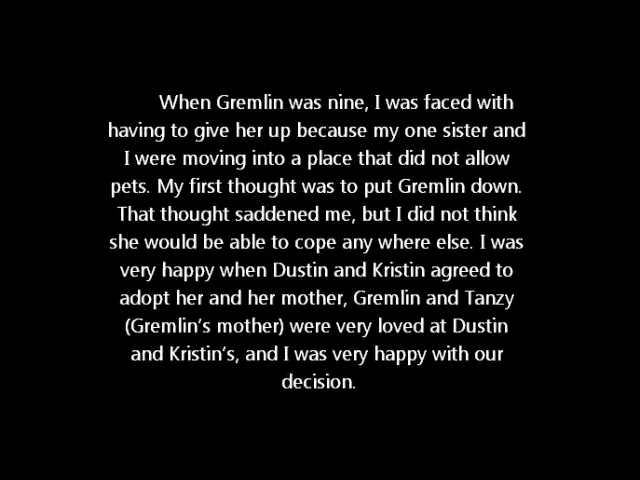 When Gremlin was nine, I was faced with
having to give her up because my one sister and
I were moving into a place that did not allow
pets. My first thought was to put Gremlin down.
That thought saddened me, but I did not think
she would be able to cope any where else. I was
very happy when Dustin and Kristin agreed to
adopt her and her mother, Gremlin and Tanzy
(Gremlin’s mother) were very loved at Dustin
and Kristin’s, and I was very happy with our
decision.